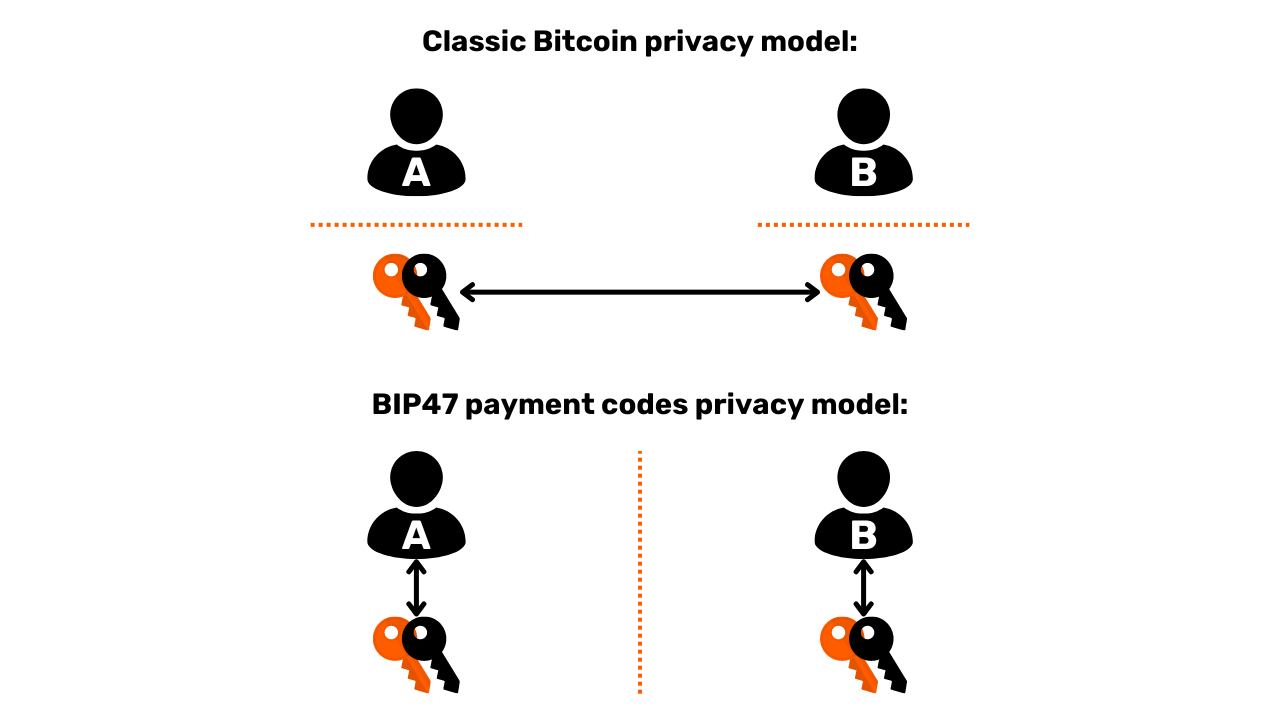 Classic Bitcoin privacy model:
A
B
BIP47 payment codes privacy model:
A
B